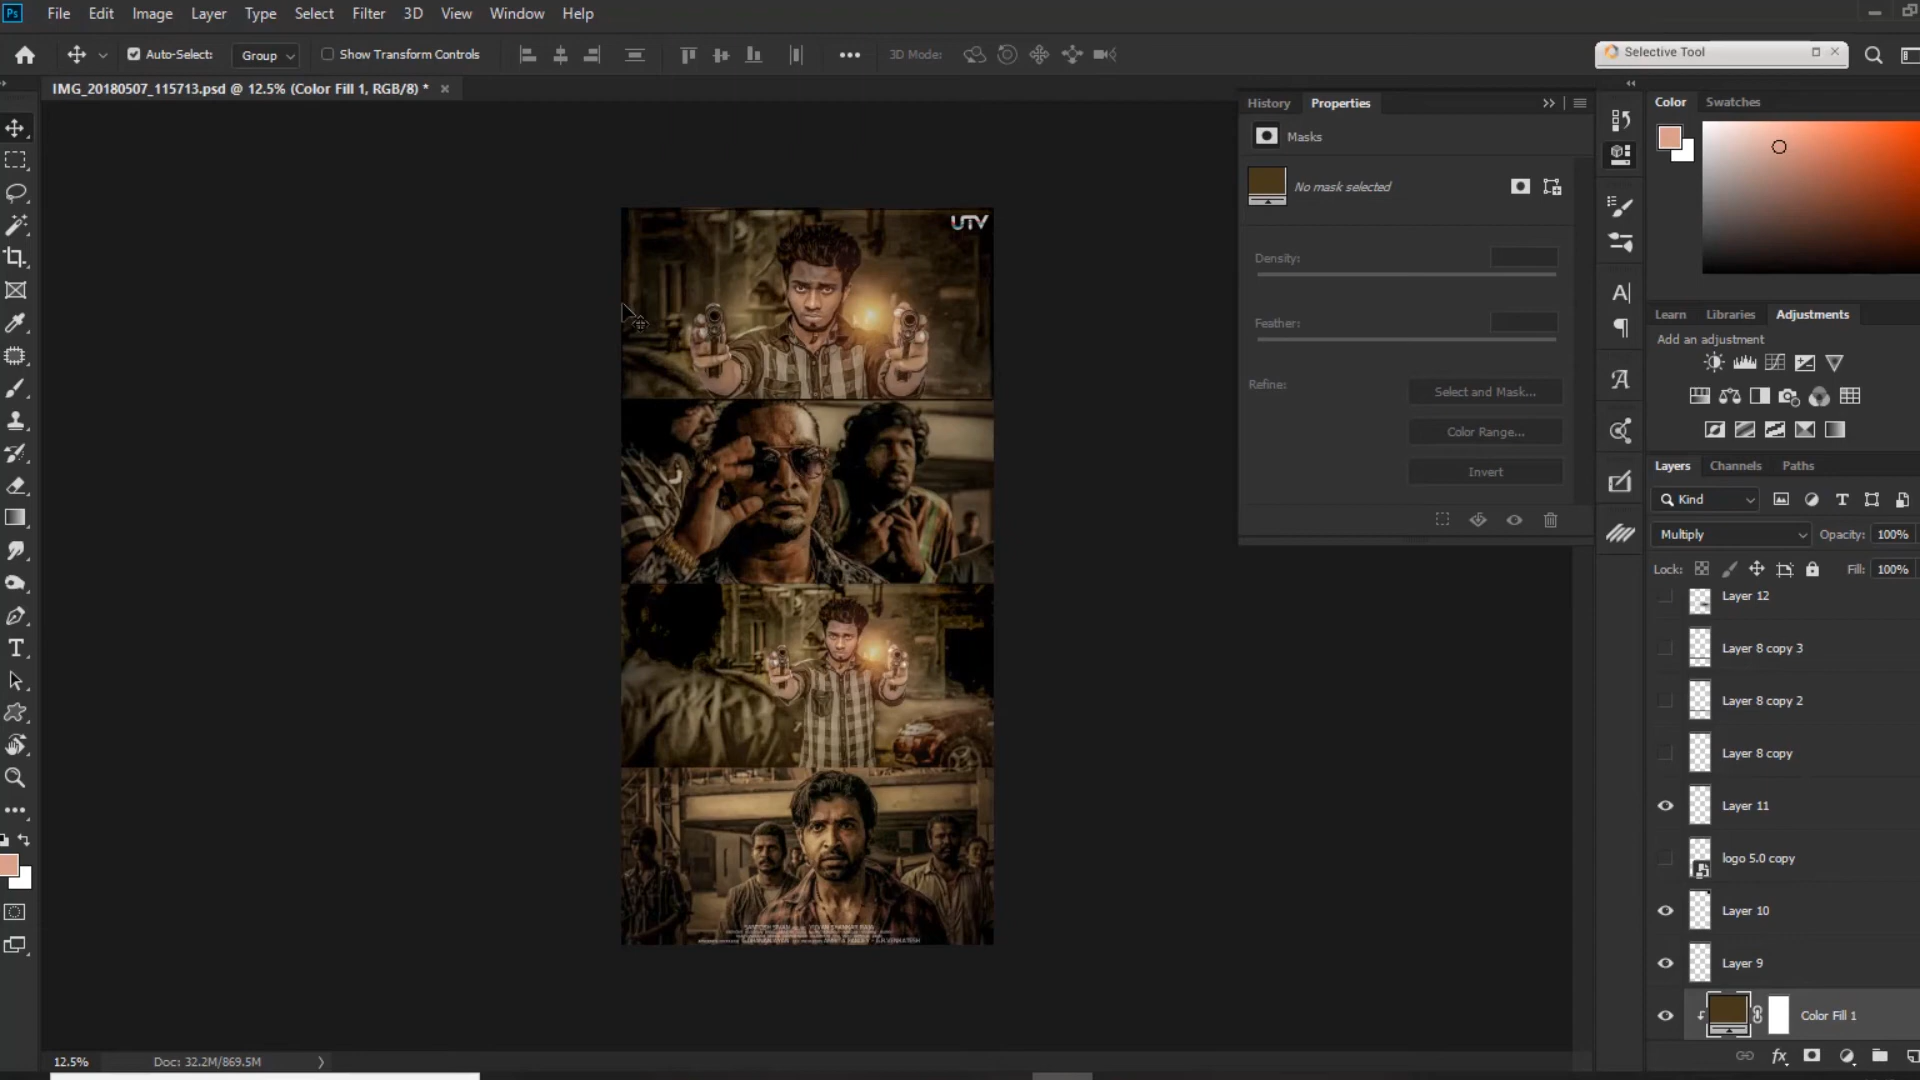 Ps File Edit Image Layer Type Select Filter 3D View Window Help
Auto-Select: Group Show Transform Controls 3D Mode:
Selective Tool
IMG_20180507_115713.psd @ 12.5% (Color Fill 1, RGB/8) *
History Properties
Color Swatches
Masks
No mask selected
Density:
Feather:
Refine:
Select and Mask...
Color Range...
Invert
Learn Libraries Adjustments
Add an adjustment
Layers Channels Paths
Kind
Multiply Opacity: 100%
Lock: Fill: 100%
Layer 12
Layer 8 copy 3
Layer 8 copy 2
Layer 8 copy
Layer 11
logo 5.0 copy
Layer 10
Layer 9
Color Fill 1
UTV
12.5% Doc: 32.2M/869.5M